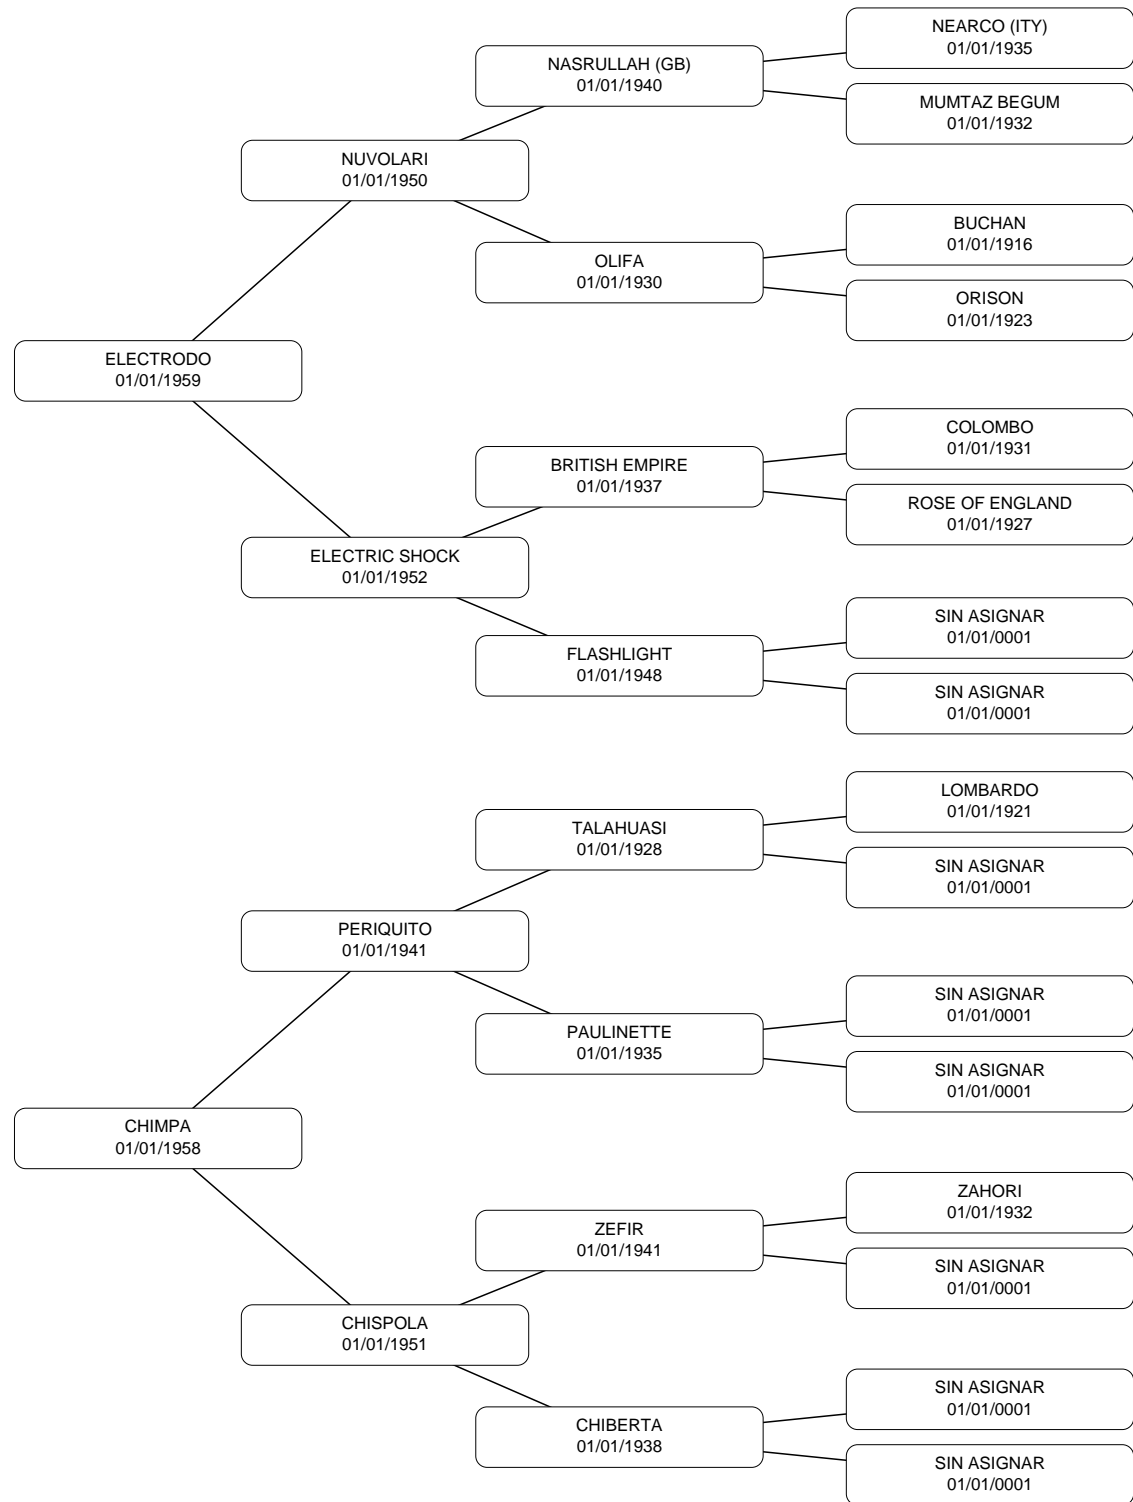 NEARCO (ITY)
01/01/1935
NASRULLAH (GB)
01/01/1940
MUMTAZ BEGUM
01/01/1932
NUVOLARI
01/01/1950
BUCHAN
01/01/1916
OLIFA
01/01/1930
ORISON
01/01/1923
ELECTRODO
01/01/1959
COLOMBO
01/01/1931
BRITISH EMPIRE
01/01/1937
ROSE OF ENGLAND
01/01/1927
ELECTRIC SHOCK
01/01/1952
SIN ASIGNAR
01/01/0001
FLASHLIGHT
01/01/1948
SIN ASIGNAR
01/01/0001
LOMBARDO
01/01/1921
TALAHUASI
01/01/1928
SIN ASIGNAR
01/01/0001
PERIQUITO
01/01/1941
SIN ASIGNAR
01/01/0001
PAULINETTE
01/01/1935
SIN ASIGNAR
01/01/0001
CHIMPA
01/01/1958
ZAHORI
01/01/1932
ZEFIR
01/01/1941
SIN ASIGNAR
01/01/0001
CHISPOLA
01/01/1951
SIN ASIGNAR
01/01/0001
CHIBERTA
01/01/1938
SIN ASIGNAR
01/01/0001